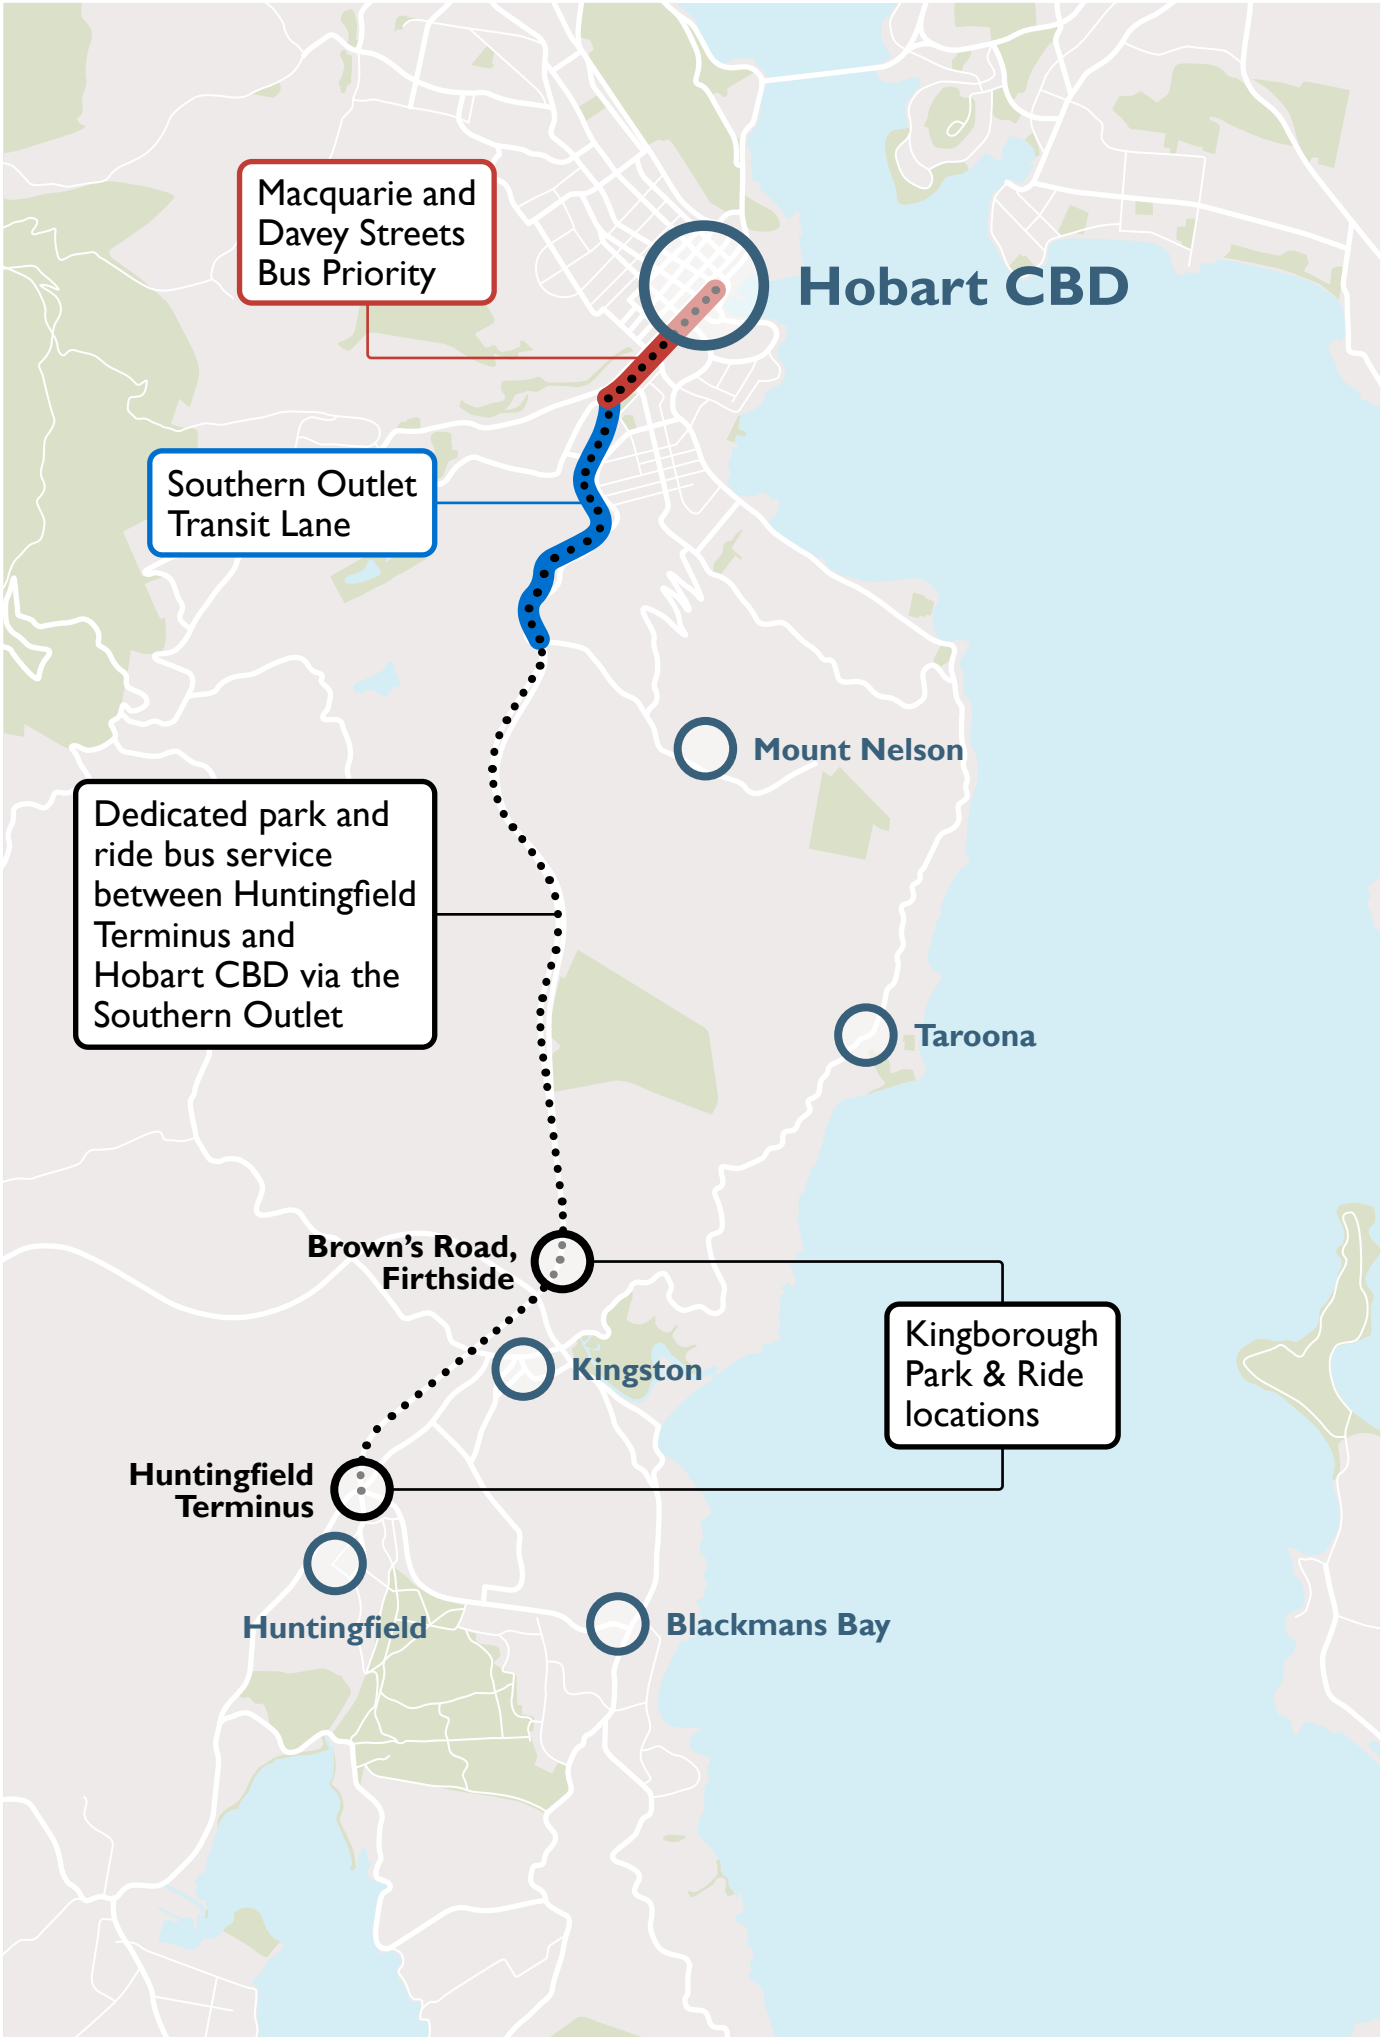 Macquarie and
Davey Streets
Bus Priority
Hobart CBD
Southern Outlet
Transit Lane
Mount Nelson
Dedicated park and
ride bus service
between Huntingfield
Terminus and
Hobart CBD via the
Southern Outlet
Taroona
Brown’s Road,
Firthside
Kingborough
Park & Ride
locations
Kingston
Huntingfield
Terminus
Huntingfield
Blackmans Bay